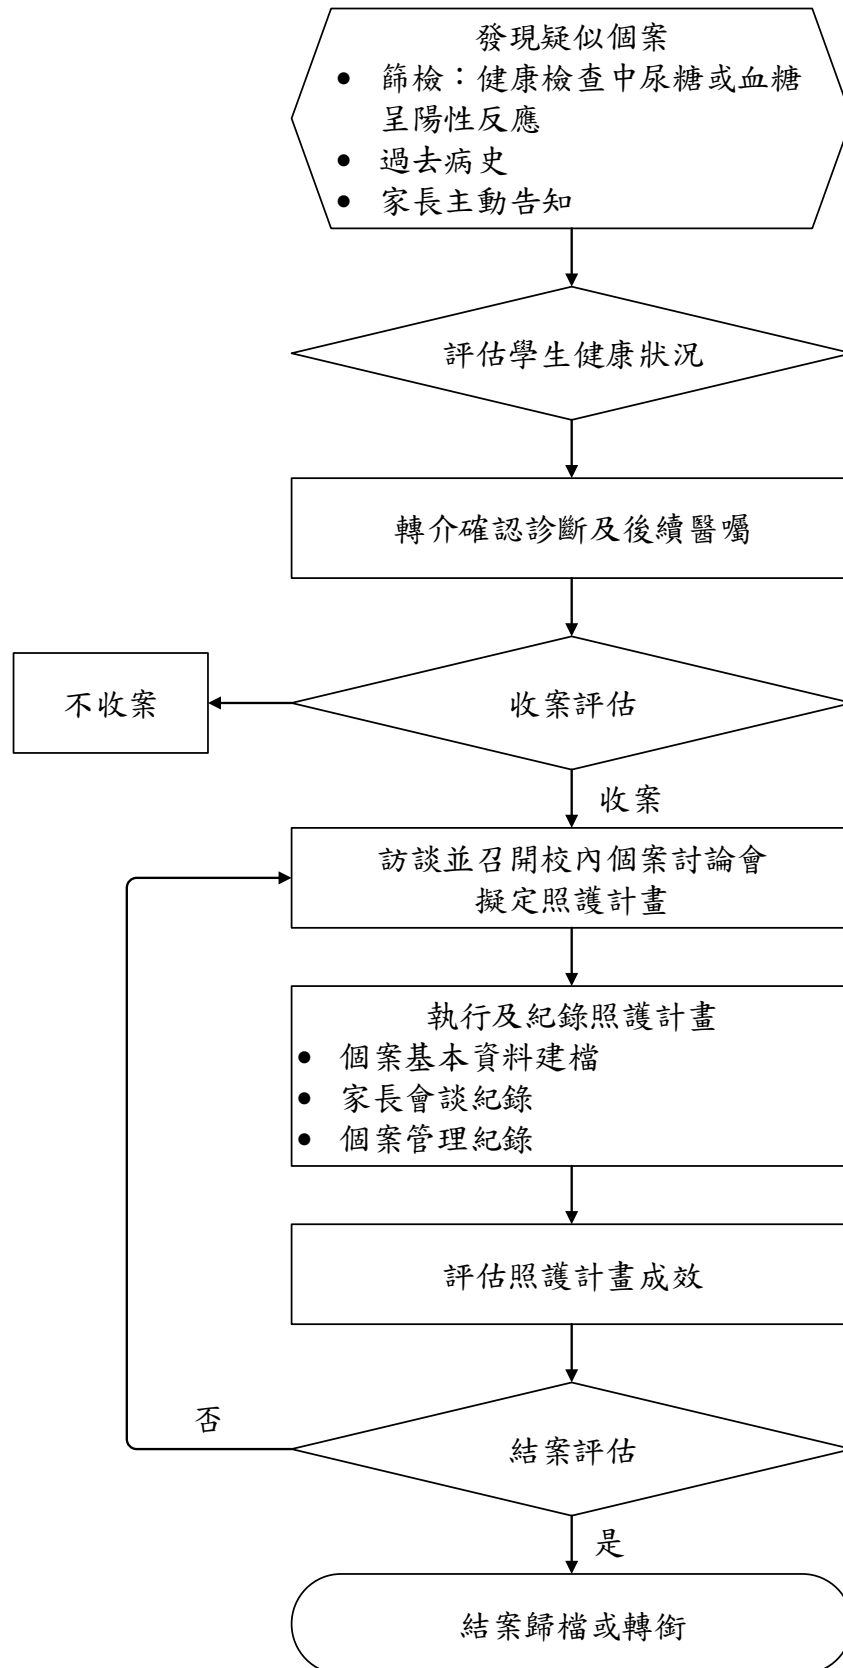 發現疑似個案
● 篩檢：健康檢查中尿糖或血糖
呈陽性反應
● 過去病史
● 家長主動告知
評估學生健康狀況
轉介確認診斷及後續醫囑
不收案
收案評估
收案
訪談並召開校內個案討論會
擬定照護計畫
執行及紀錄照護計畫
● 個案基本資料建檔
● 家長會談紀錄
● 個案管理紀錄
評估照護計畫成效
否
結案評估
是
結案歸檔或轉銜